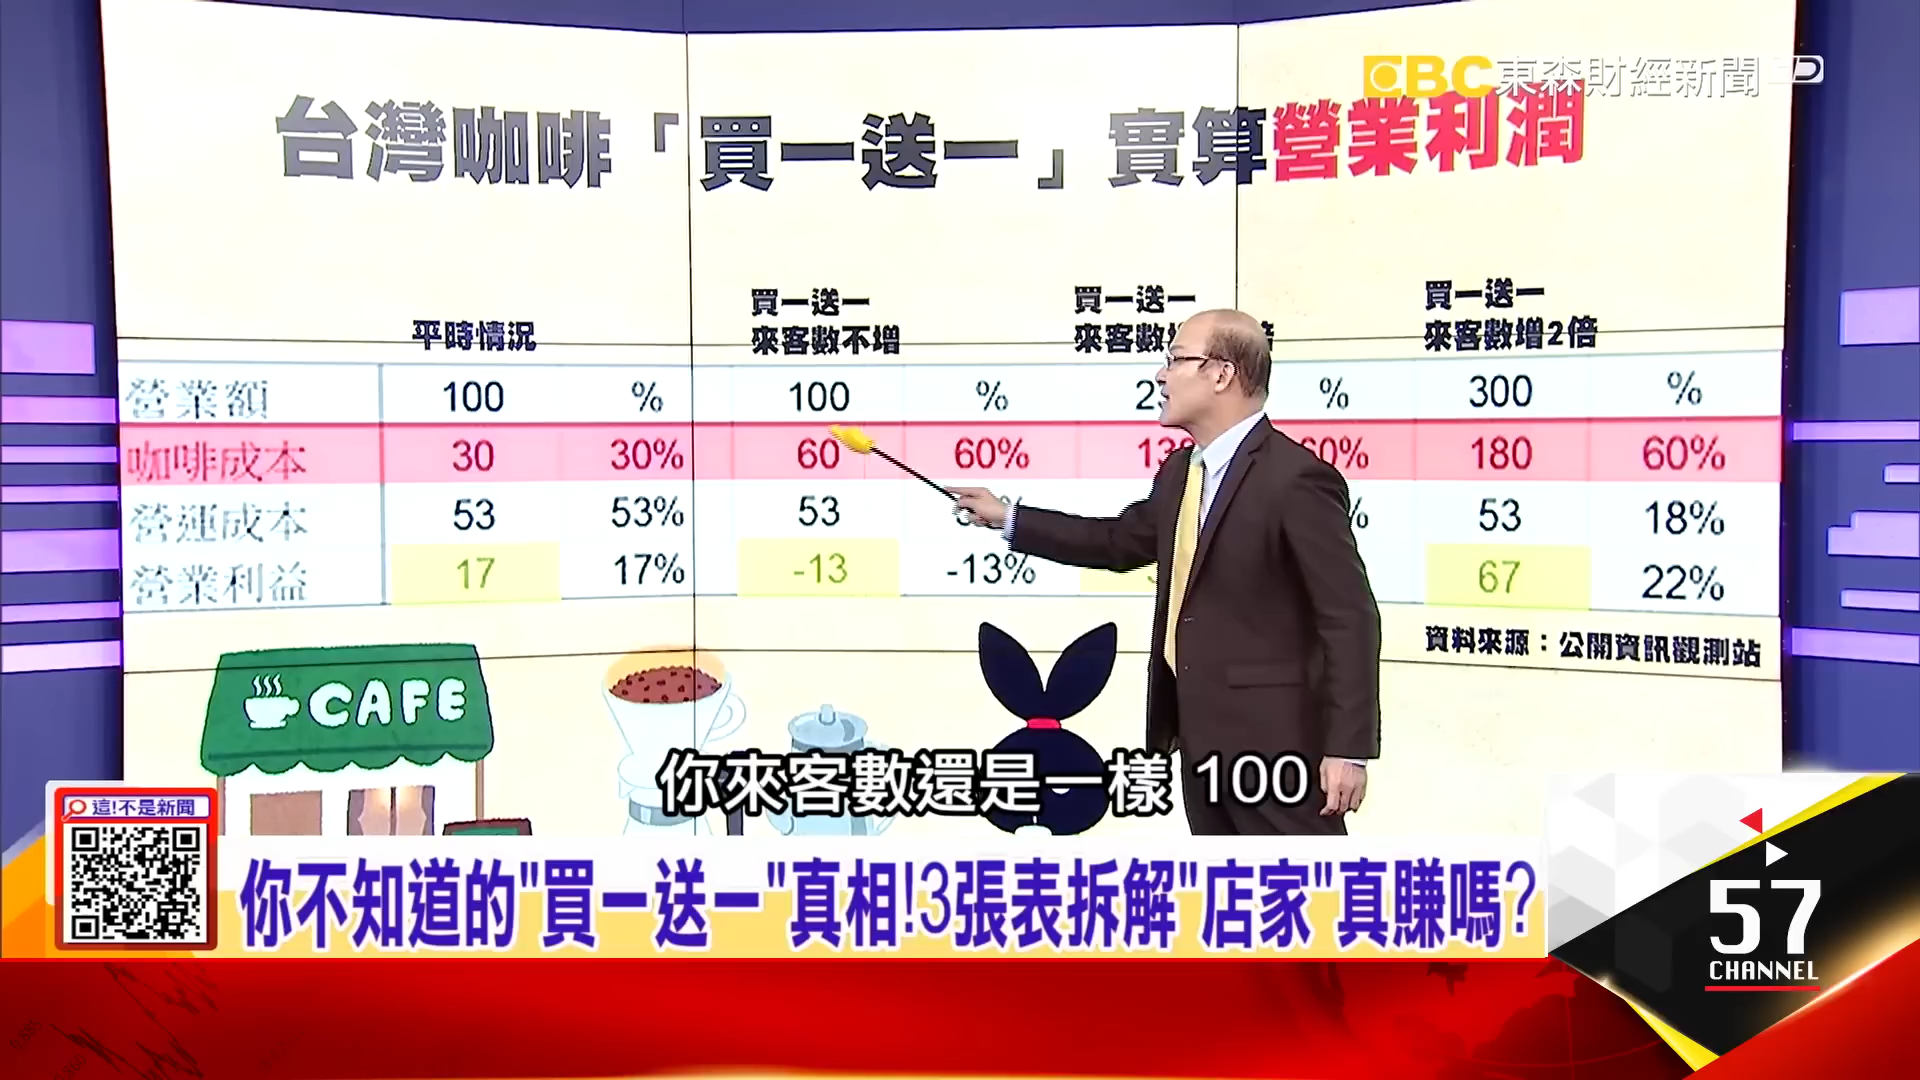 EBC東森財經新聞
台灣咖啡「買一送一」實算營業利潤
平時情況
買一送一
來客數不增
買一送一
來客數
買一送一
來客數增2倍
營業額 100 % 100 % % 300 %
咖啡成本 30 30% 60 60% 180 60%
營運成本 53 53% 53 53 18%
營業利益 17 17% -13 -13% 67 22%
資料來源：公開資訊觀測站
CAFE
你來客數還是一樣 100
這!不是新聞
你不知道的"買一送一"真相!3張表拆解"店家"真賺嗎?
57
CHANNEL